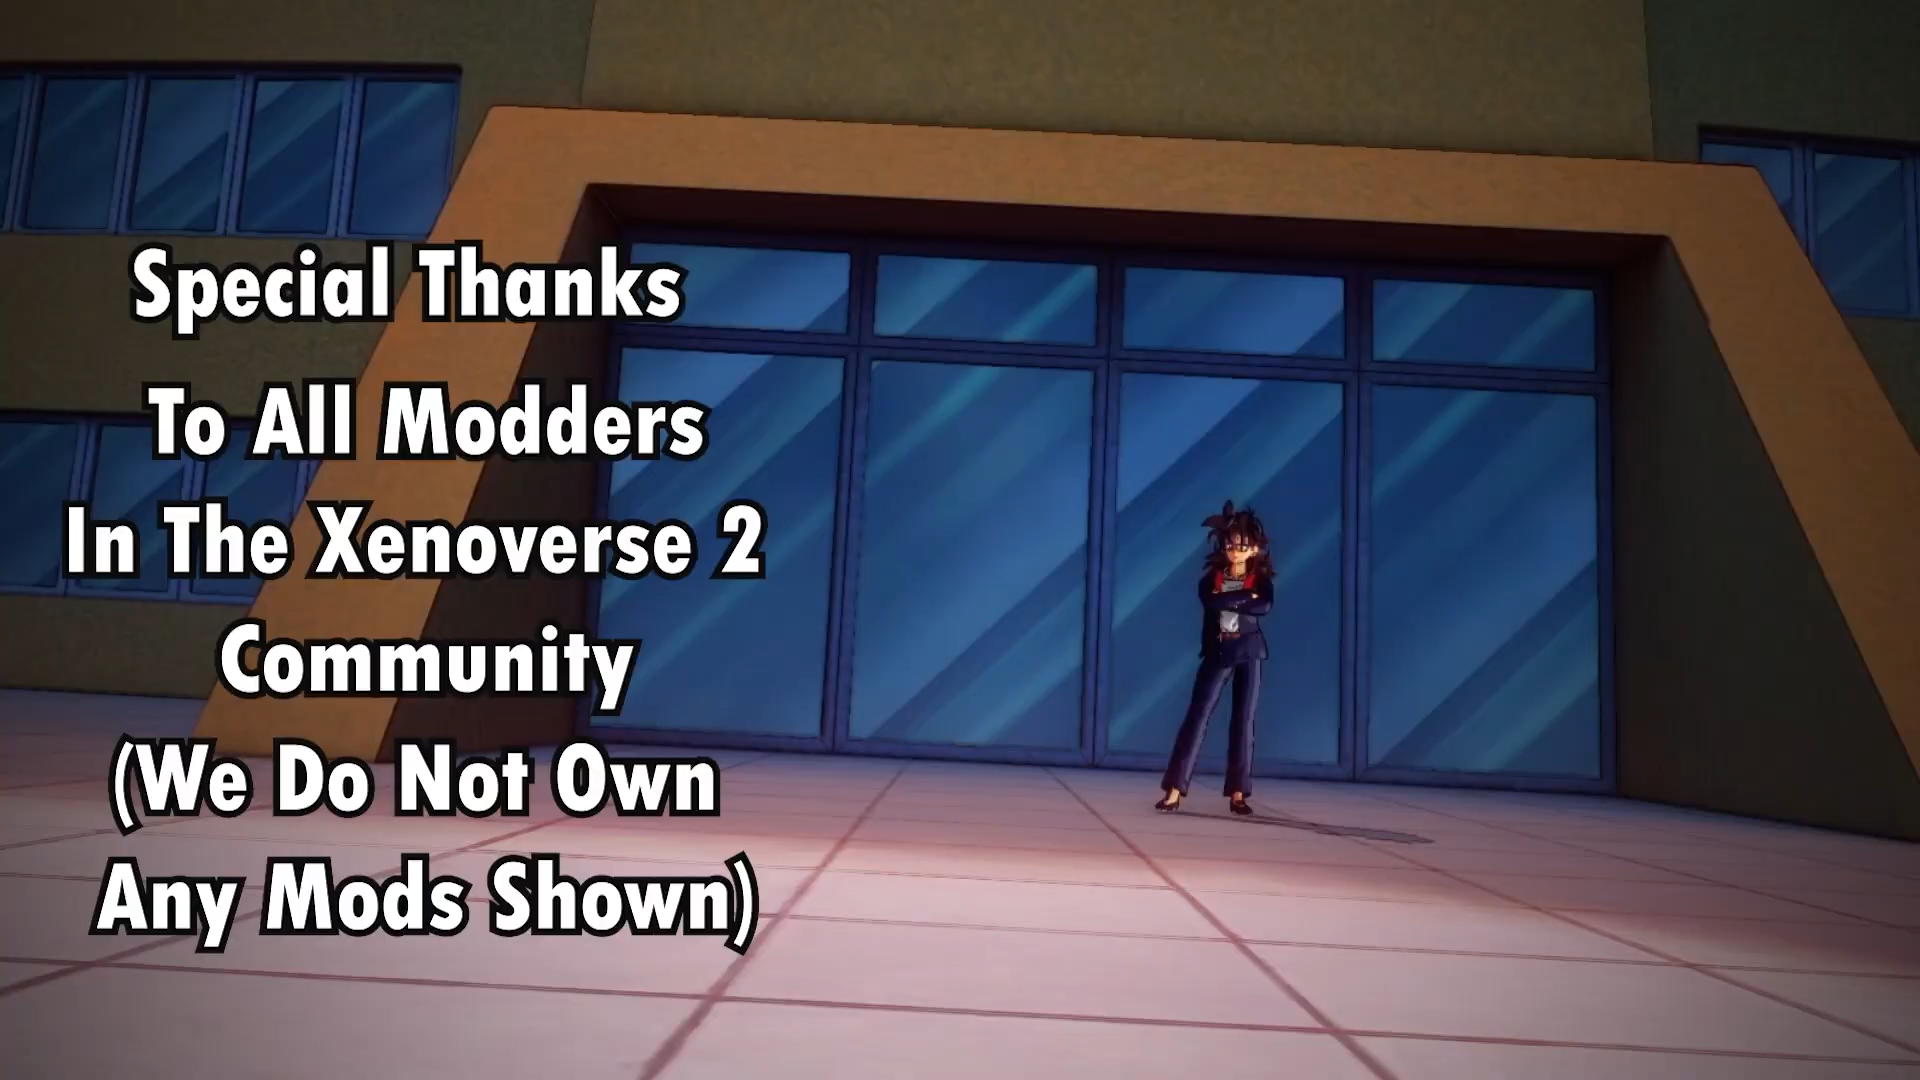 Special Thanks
To All Modders
In The Xenoverse 2
Community
(We Do Not Own
Any Mods Shown)